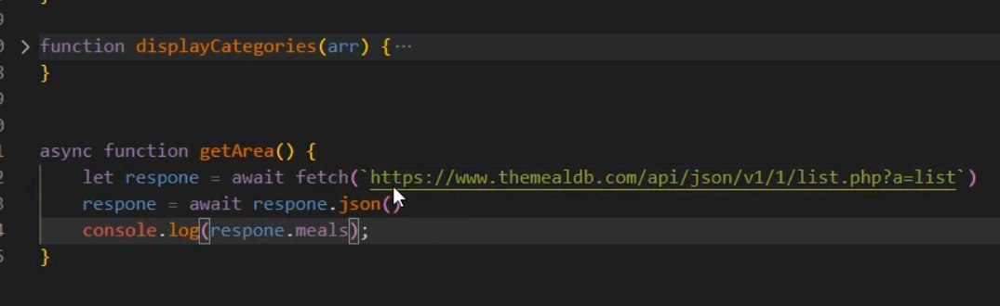 function displayCategories(arr) {···
}
async function getArea() {
let respone = await fetch(`https://www.themealdb.com/api/json/v1/1/list.php?a=list`)
respone = await respone.json()
console.log(respone.meals);
}